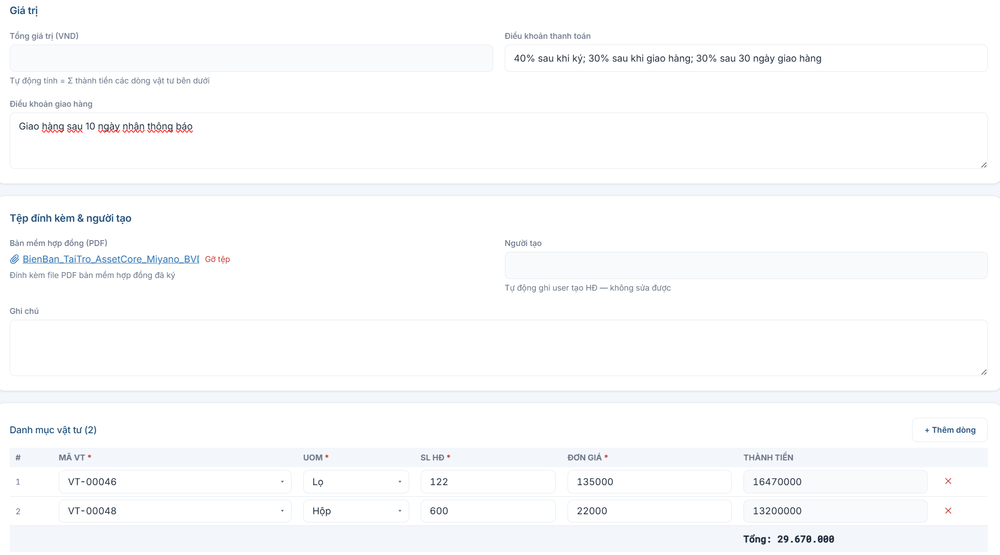 Giá trị
Tổng giá trị (VND)
Điều khoản thanh toán
40% sau khi ký; 30% sau khi giao hàng; 30% sau 30 ngày giao hàng
Tự động tính = Σ thành tiền các dòng vật tư bên dưới
Điều khoản giao hàng
Giao hàng sau 10 ngày nhận thông báo
Tệp đính kèm & người tạo
Bản mềm hợp đồng (PDF)
Người tạo
BienBan_TaiTro_AssetCore_Miyano_BVD Gỡ tệp
Đính kèm file PDF bản mềm hợp đồng đã ký
Tự động ghi user tạo HĐ — không sửa được
Ghi chú
Danh mục vật tư (2)
+ Thêm dòng
# MÃ VT * UOM * SL HĐ * ĐƠN GIÁ * THÀNH TIỀN
1 VT-00046 Lọ 122 135000 16470000 ×
2 VT-00048 Hộp 600 22000 13200000 ×
Tổng: 29.670.000